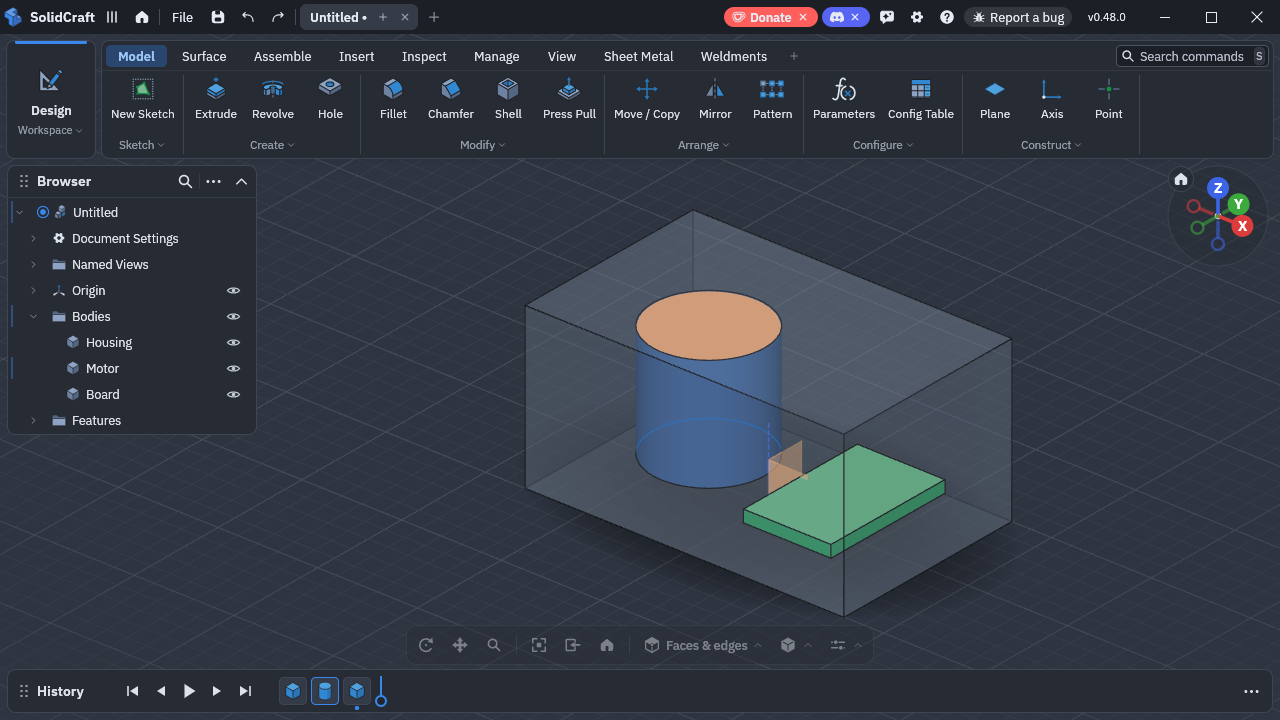 SolidCraft File Untitled • Donate Report a bug v0.48.0
Model Surface Assemble Insert Inspect Manage View Sheet Metal Weldments Search commands S
Design
Workspace
New Sketch Extrude Revolve Hole Fillet Chamfer Shell Press Pull Move / Copy Mirror Pattern Parameters Config Table Plane Axis Point
Sketch Create Modify Arrange Configure Construct
Browser
Untitled
Document Settings
Named Views
Origin
Bodies
Housing
Motor
Board
Features
Z
Y
X
Faces & edges
History